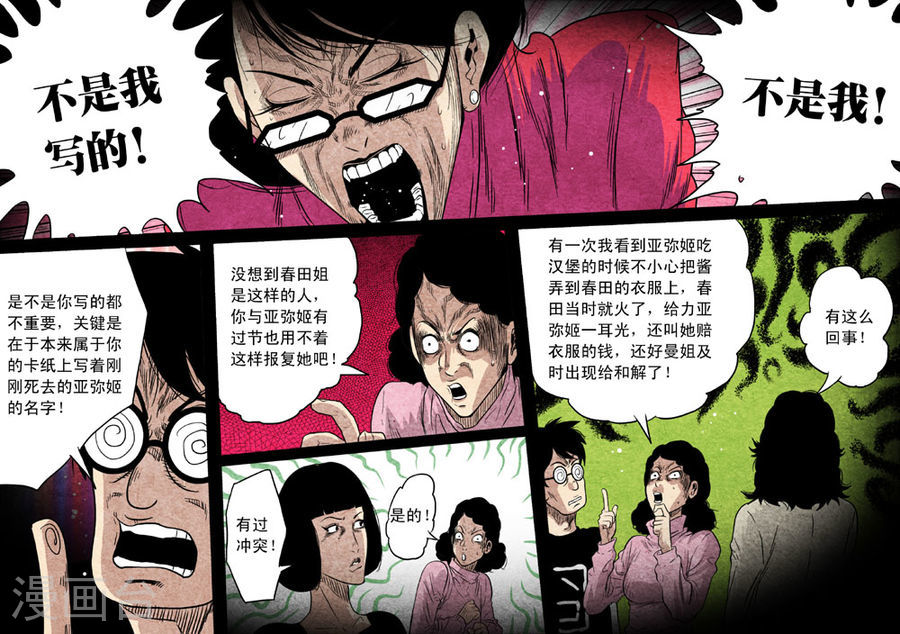 不是我
写的！
不是我！
是不是你写的都
不重要，关键是
在于本来属于你
的卡纸上写着刚
刚死去的亚弥姬
的名字！
没想到春田姐
是这样的人，
你与亚弥姬有
过节也用不着
这样报复她吧！
有过
冲突！
是的！
有一次我看到亚弥姬吃
汉堡的时候不小心把酱
弄到春田的衣服上，春
田当时就火了，给力亚
弥姬一耳光，还叫她赔
衣服的钱，还好曼姐及
时出现给和解了！
有这么
回事！
漫画台